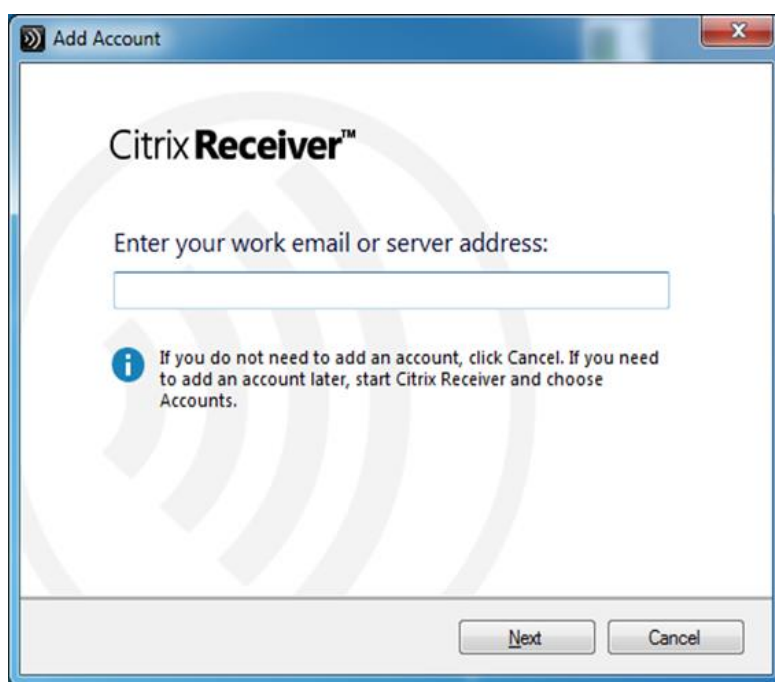 Add Account
Citrix Receiver™
Enter your work email or server address:
If you do not need to add an account, click Cancel. If you need
to add an account later, start Citrix Receiver and choose
Accounts.
Next
Cancel